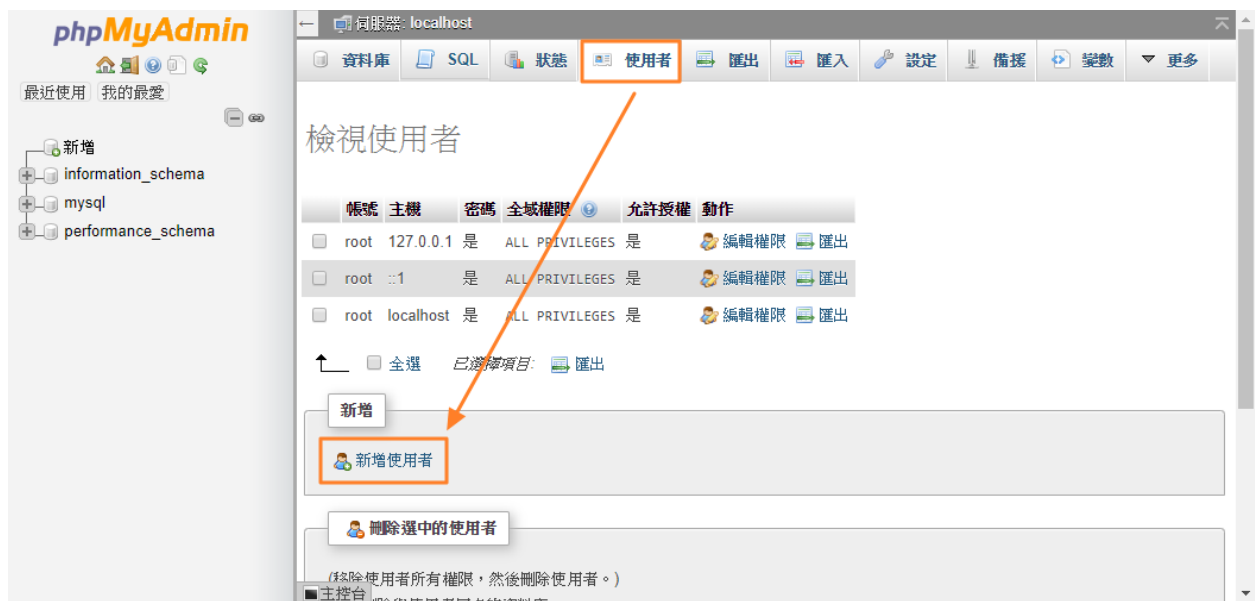 phpMyAdmin
最近使用 我的最愛
新增
information_schema
mysql
performance_schema
伺服器: localhost
資料庫 SQL 狀態 使用者 匯出 匯入 設定 備援 變數 更多
檢視使用者
帳號 主機 密碼 全域權限 允許授權 動作
root 127.0.0.1 是 ALL PRIVILEGES 是 編輯權限 匯出
root ::1 是 ALL PRIVILEGES 是 編輯權限 匯出
root localhost 是 ALL PRIVILEGES 是 編輯權限 匯出
全選 已選擇項目: 匯出
新增
新增使用者
刪除選中的使用者
(移除使用者所有權限，然後刪除使用者。)
主控台